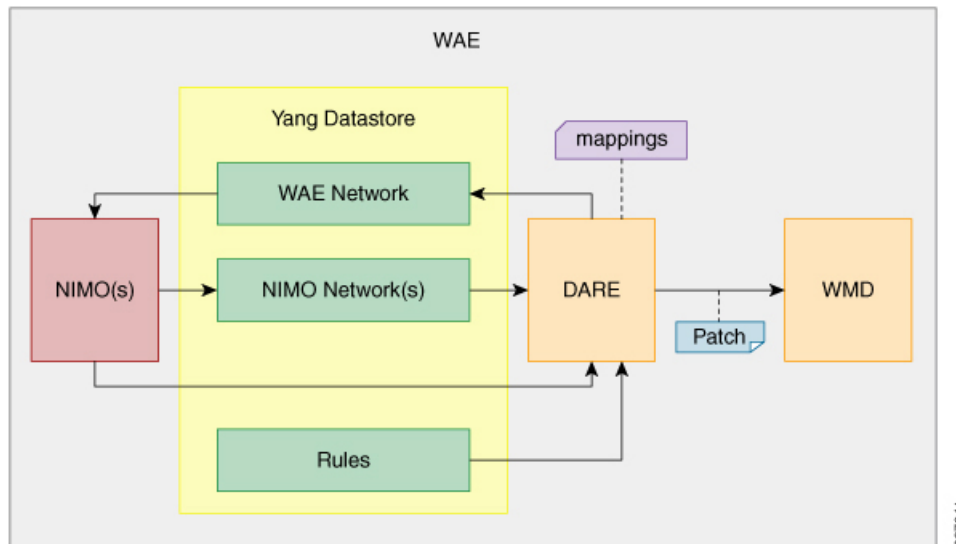 WAE
Yang Datastore
mappings
WAE Network
NIMO(s)
NIMO Network(s)
DARE
WMD
Patch
Rules